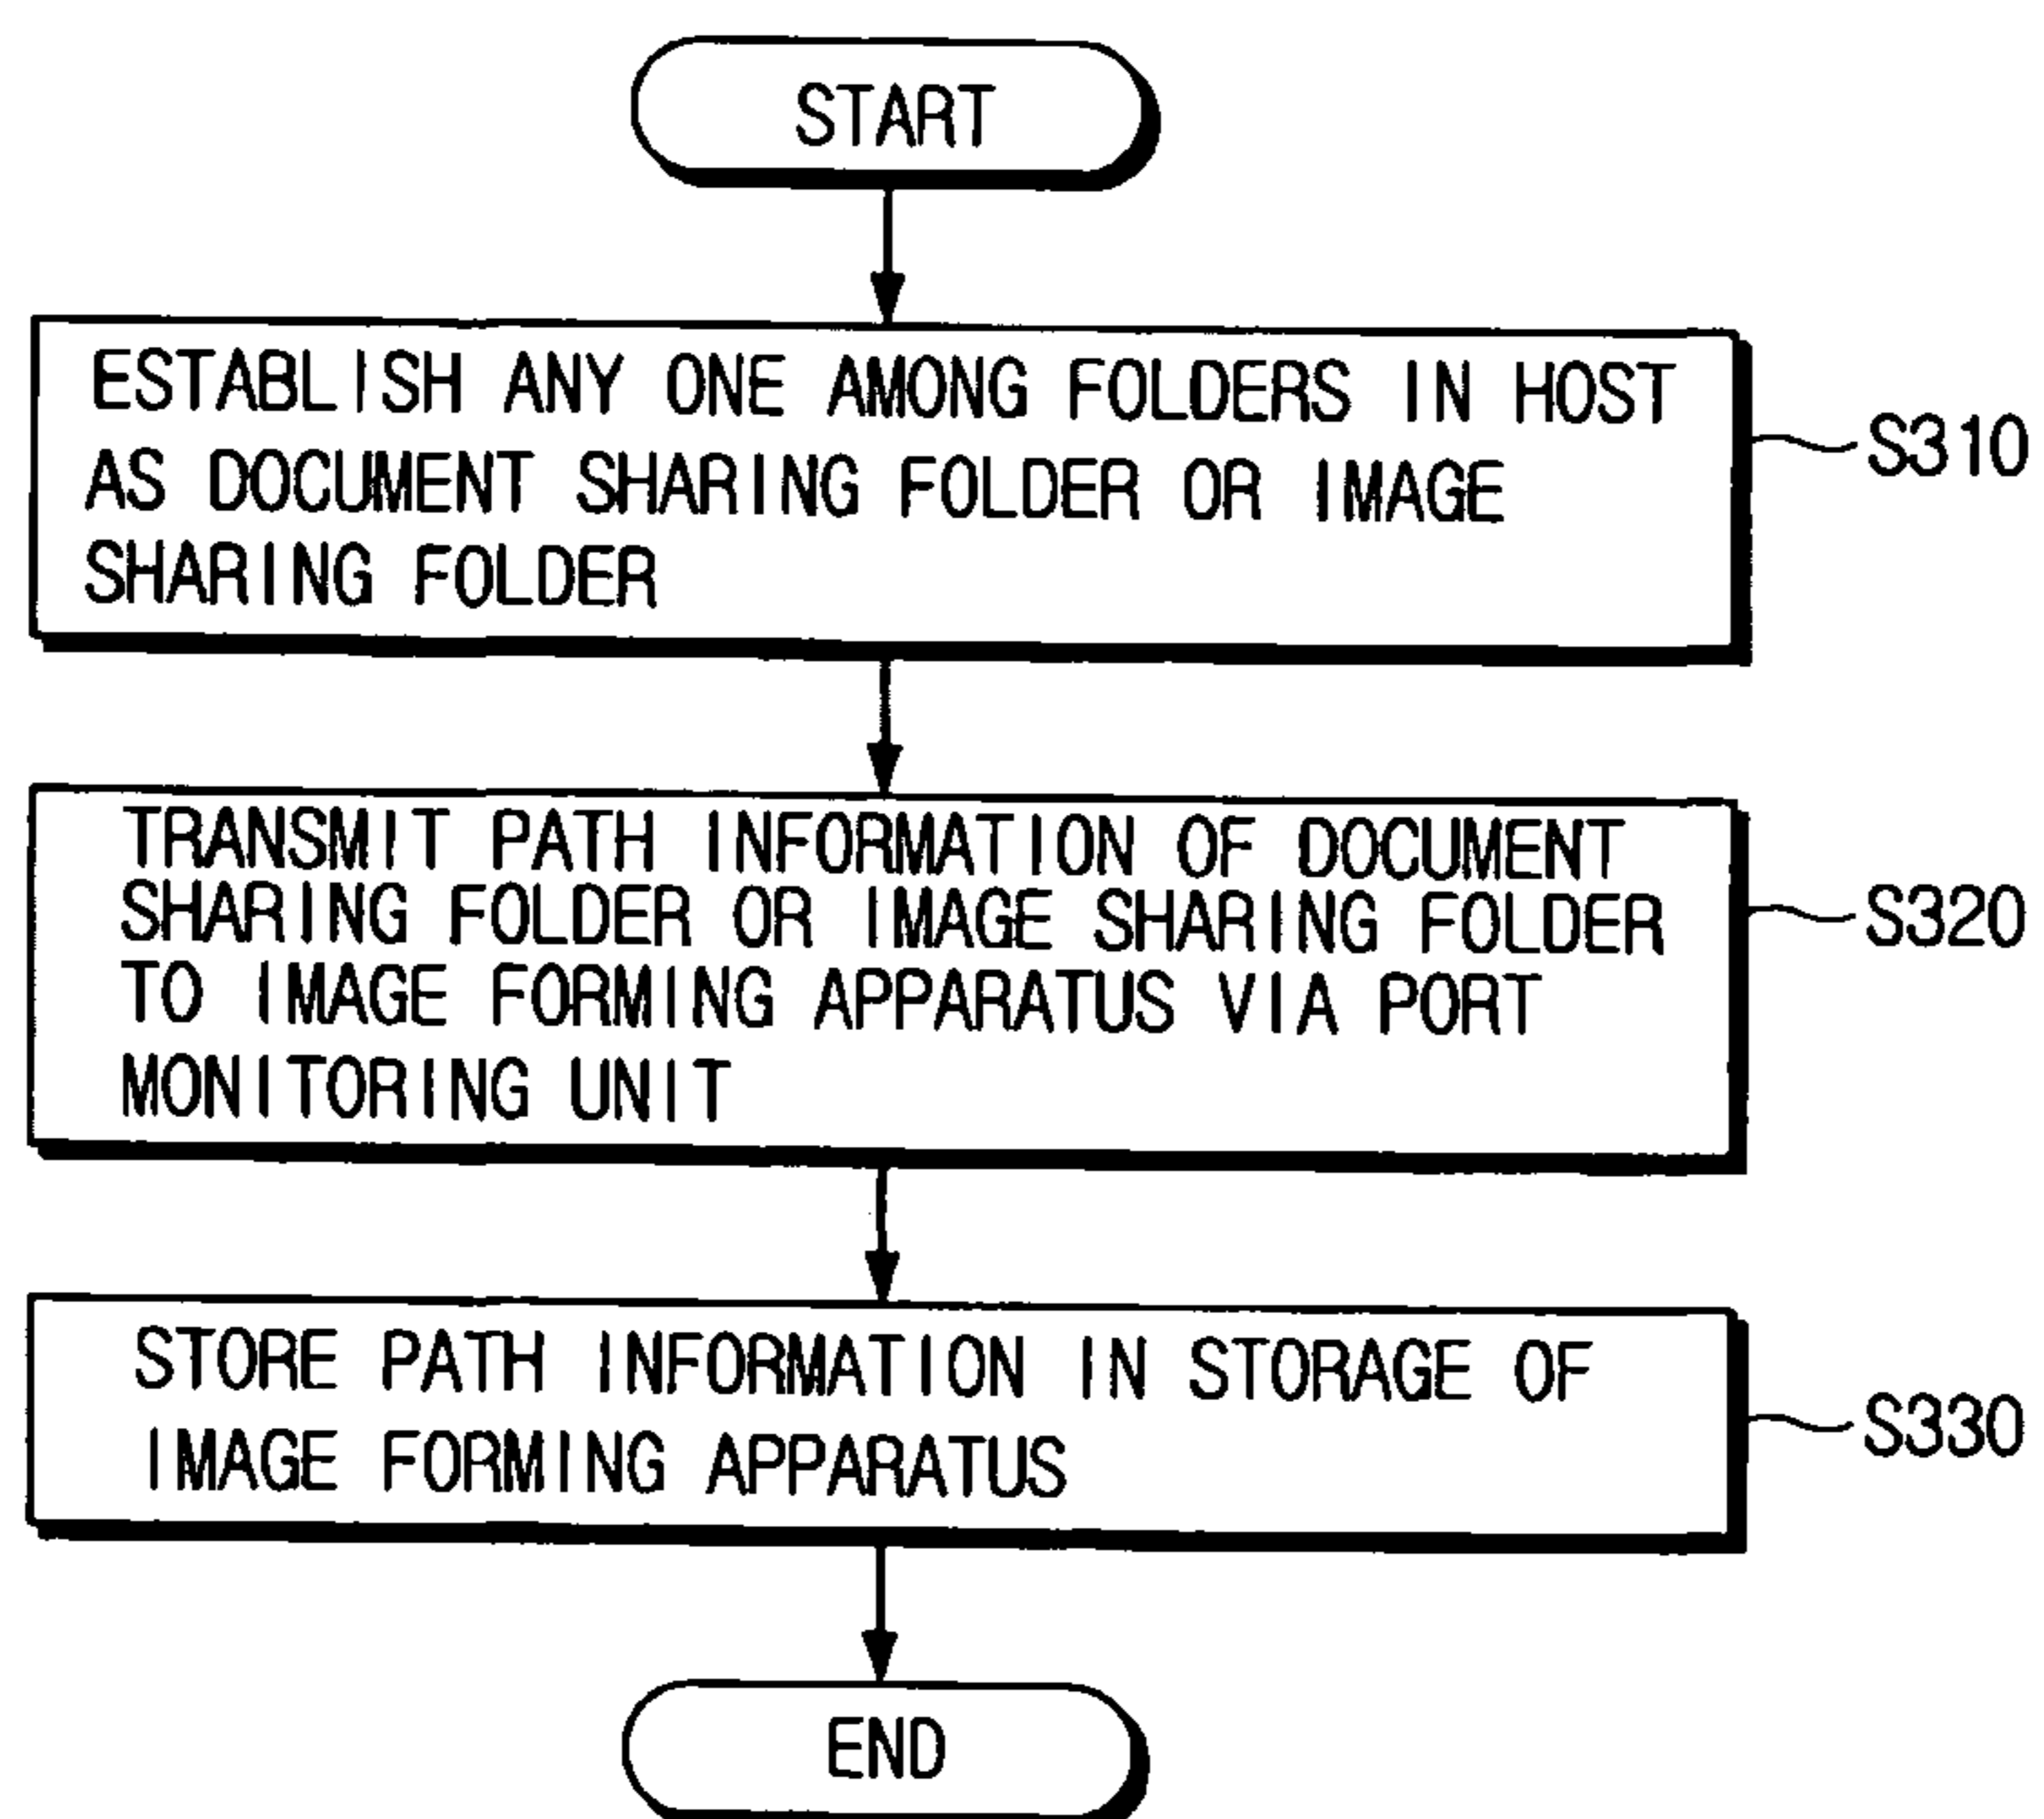 START
ESTABLISH ANY ONE AMONG FOLDERS IN HOST
AS DOCUMENT SHARING FOLDER OR IMAGE
SHARING FOLDER
S310
TRANSMIT PATH INFORMATION OF DOCUMENT
SHARING FOLDER OR IMAGE SHARING FOLDER
TO IMAGE FORMING APPARATUS VIA PORT
MONITORING UNIT
S320
STORE PATH INFORMATION IN STORAGE OF
IMAGE FORMING APPARATUS
S330
END